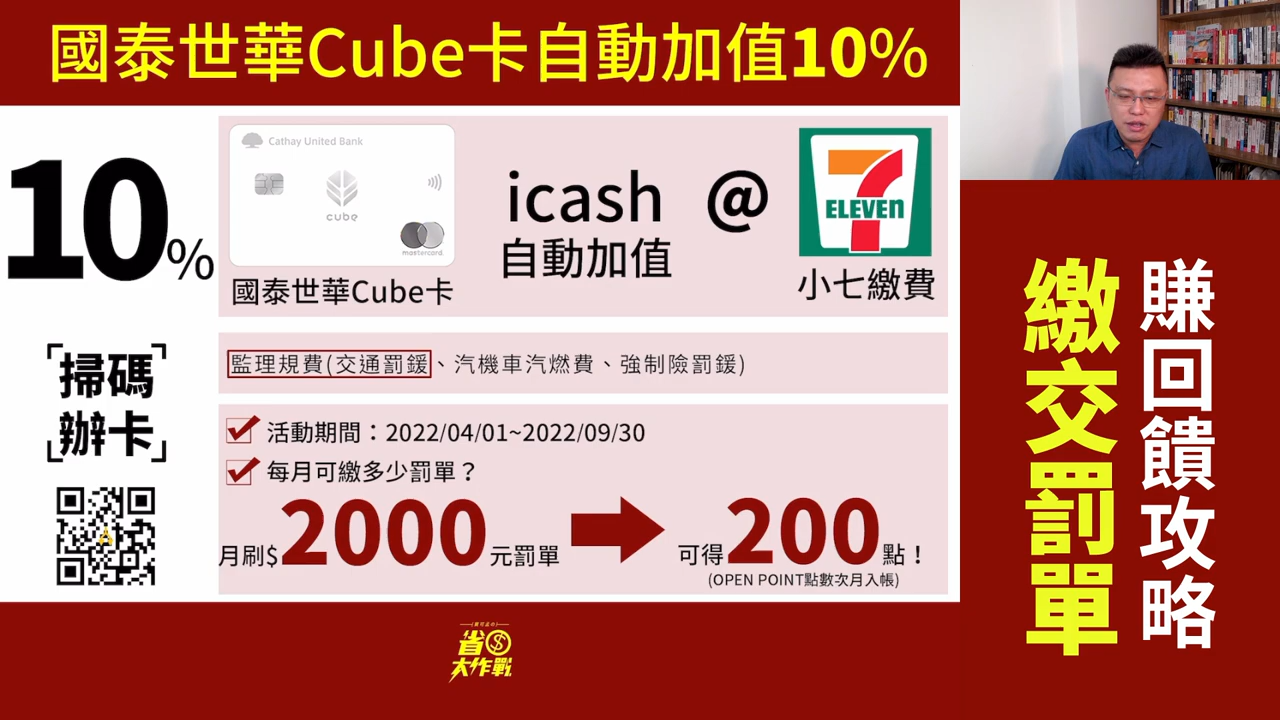 國泰世華Cube卡自動加值10%
10%
Cathay United Bank
cube
mastercard.
國泰世華Cube卡
icash @
自動加值
7
ELEVEN
小七繳費
監理規費(交通罰鍰、汽機車汽燃費、強制險罰鍰)
掃碼
辦卡
活動期間：2022/04/01~2022/09/30
每月可繳多少罰單？
月刷$2000元罰單
可得200點！
(OPEN POINT點數次月入帳)
省$
大作戰
賺回饋攻略
繳交罰單